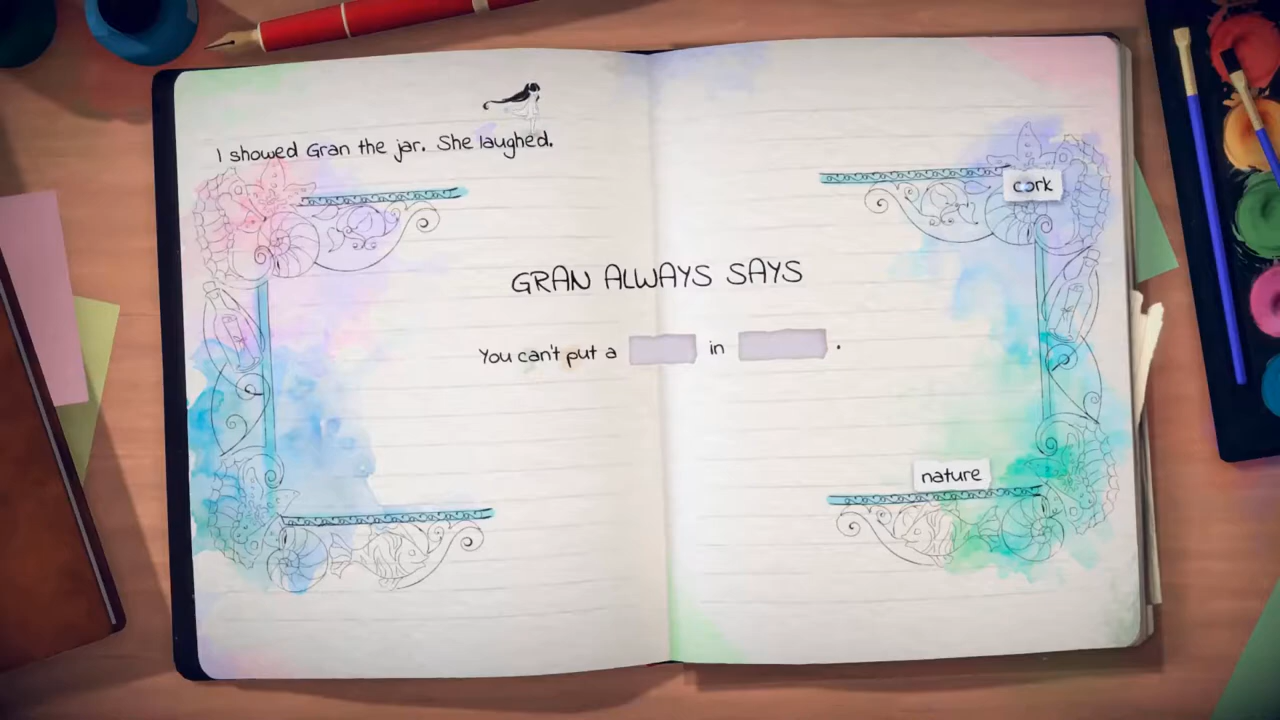 I showed Gran the jar. She laughed.
cork
GRAN ALWAYS SAYS
You can't put a in .
nature